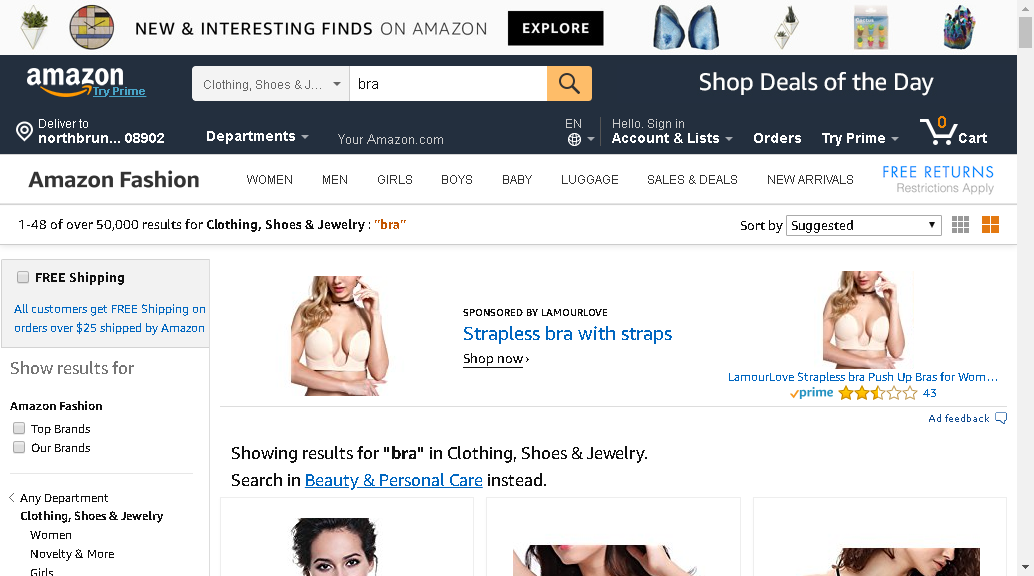 NEW & INTERESTING FINDS ON AMAZON EXPLORE
Cactus
amazon
Try Prime
Clothing, Shoes & J... bra
Shop Deals of the Day
Deliver to
northbrun... 08902
Departments
Your Amazon.com
EN
Hello. Sign in
Account & Lists
Orders
Try Prime
0
Cart
Amazon Fashion
WOMEN MEN GIRLS BOYS BABY LUGGAGE SALES & DEALS NEW ARRIVALS
FREE RETURNS
Restrictions Apply
1-48 of over 50,000 results for Clothing, Shoes & Jewelry : "bra"
Sort by Suggested
FREE Shipping
All customers get FREE Shipping on
orders over $25 shipped by Amazon
Show results for
Amazon Fashion
Top Brands
Our Brands
Any Department
Clothing, Shoes & Jewelry
Women
Novelty & More
Girls
SPONSORED BY LAMOURLOVE
Strapless bra with straps
Shop now ›
LamourLove Strapless bra Push Up Bras for Wom...
prime 43
Ad feedback
Showing results for "bra" in Clothing, Shoes & Jewelry.
Search in Beauty & Personal Care instead.